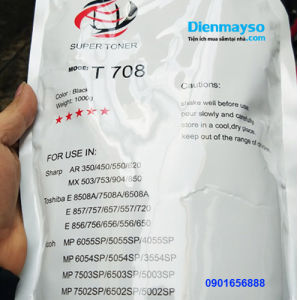 Dienmayso
Tiện ích mua sắm tại nhà .com
SUPER TONER
MODEL T 708
Color : Black
Weight: 1000g
Cautions:
shake well before use
pour slowly and carefully
store in a cool,dry place.
keep out of the range of
FOR USE IN:
Sharp AR 350/450/550/620
MX 503/753/904/850
Toshiba E 8508A/7508A/6508A
E 857/757/657/557/720
E 856/756/656/556/650
MP 6055SP/5055SP/4055SP
MP 6054SP/5054SP/3554SP
MP 7503SP/6503SP/5003SP
MP 7502SP/6502SP/5002SP
0901656888